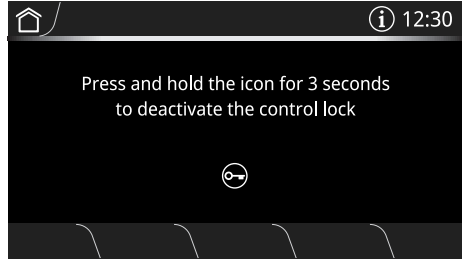 12:30
Press and hold the icon for 3 seconds
to deactivate the control lock